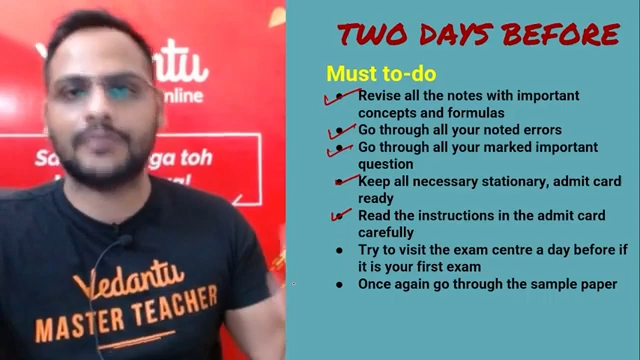 TWO DAYS BEFORE
Must to-do
• Revise all the notes with important
concepts and formulas
• Go through all your noted errors
• Go through all your marked important
question
• Keep all necessary stationary, admit card
ready
• Read the instructions in the admit card
carefully
• Try to visit the exam centre a day before if
it is your first exam
• Once again go through the sample paper
Vedantu
MASTER TEACHER